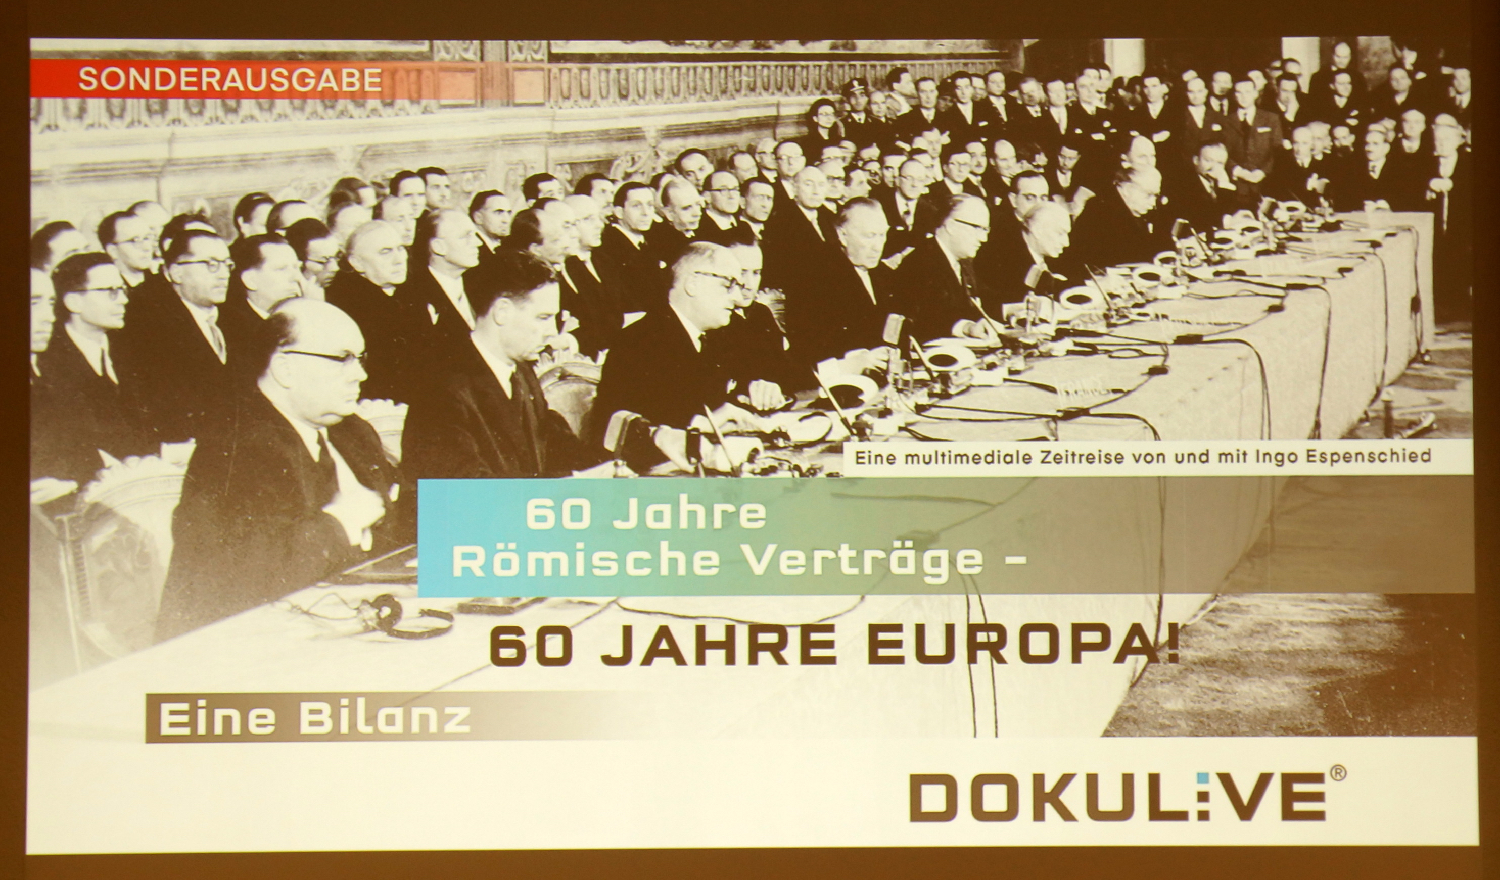 SONDERAUSGABE
Eine multimediale Zeitreise von und mit Ingo Espenschied
60 Jahre
Römische Verträge –
60 JAHRE EUROPA!
Eine Bilanz
DOKULIVE®